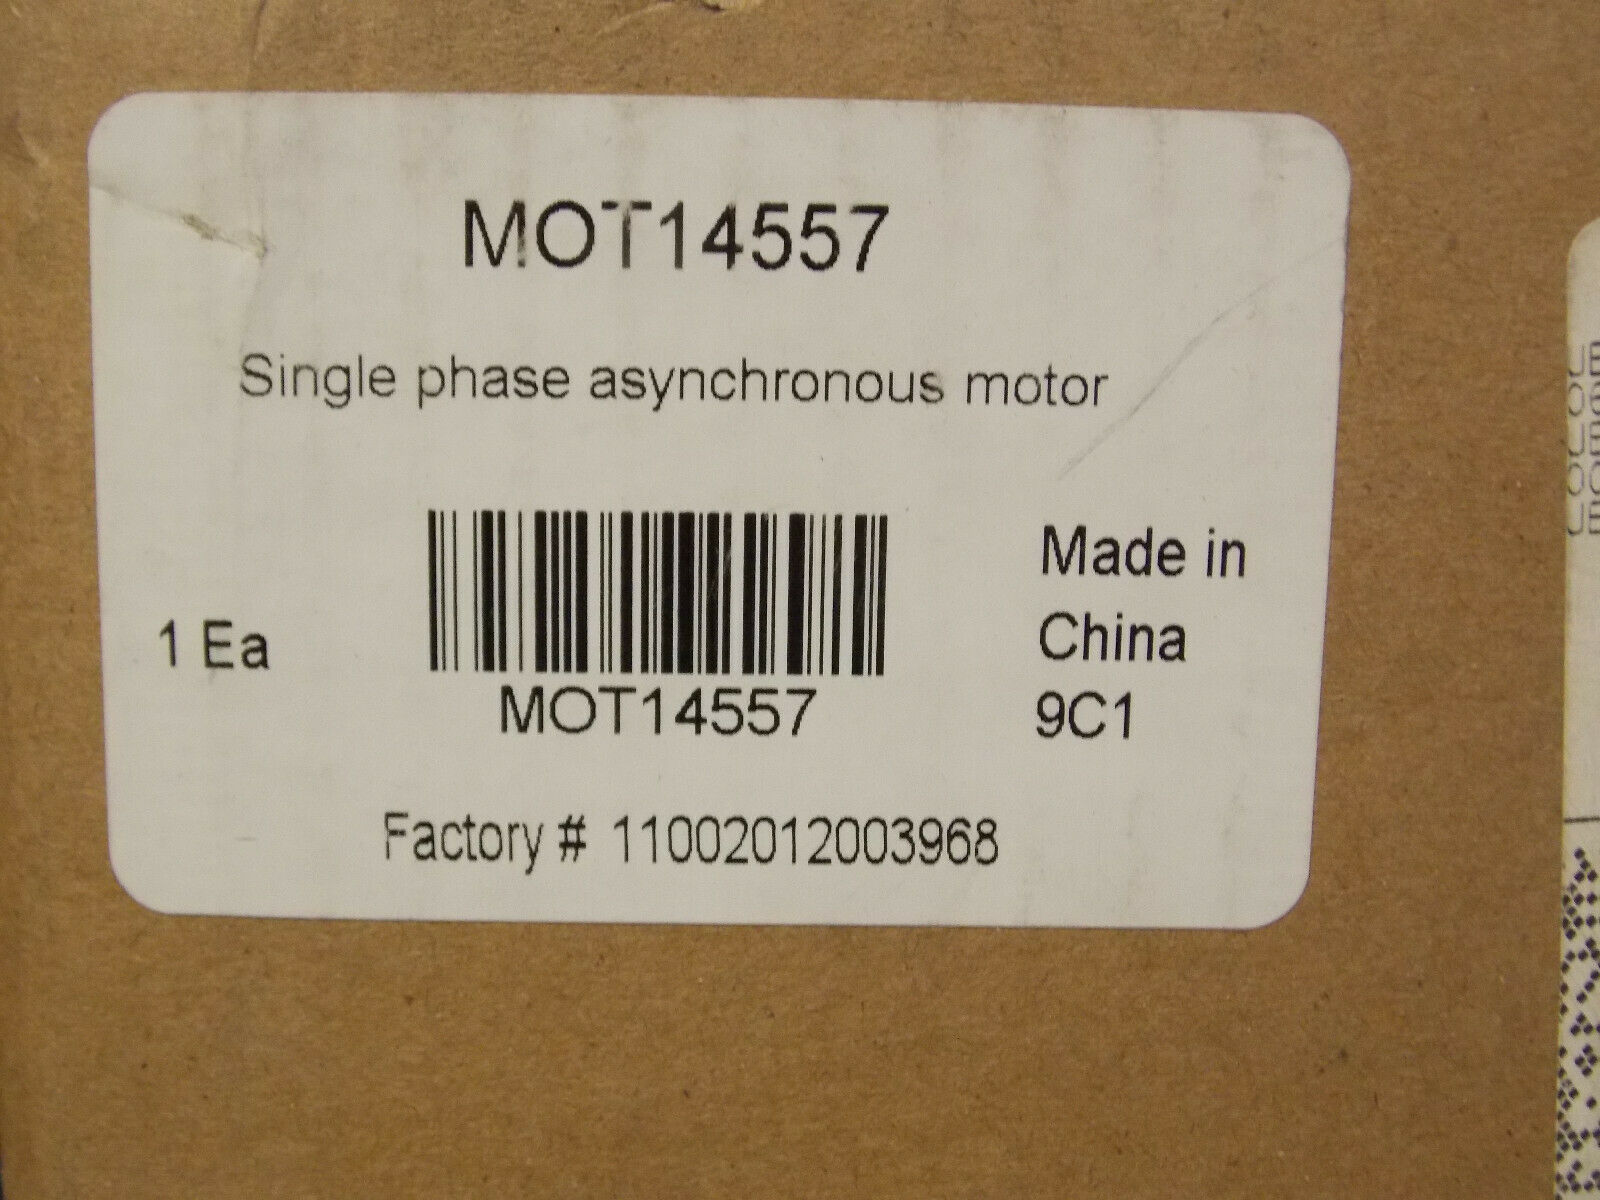 MOT14557
Single phase asynchronous motor
1 Ea
MOT14557
Made in
China
9C1
Factory # 11002012003968